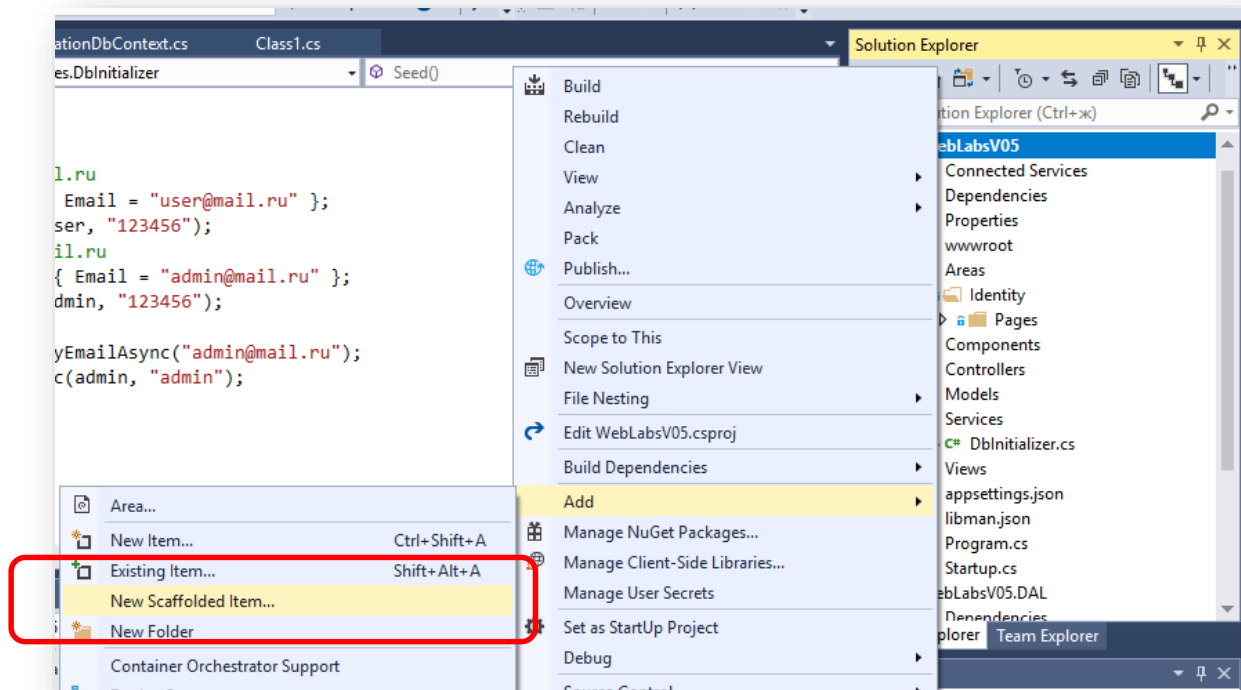 ationDbContext.cs Class1.cs
es.DbInitializer Seed()
l.ru
Email = "user@mail.ru" };
ser, "123456");
il.ru
{ Email = "admin@mail.ru" };
dmin, "123456");
yEmailAsync("admin@mail.ru");
c(admin, "admin");
Build
Rebuild
Clean
View
Analyze
Pack
Publish...
Overview
Scope to This
New Solution Explorer View
File Nesting
Edit WebLabsV05.csproj
Build Dependencies
Add
Manage NuGet Packages...
Manage Client-Side Libraries...
Manage User Secrets
Set as StartUp Project
Debug
Area...
New Item... Ctrl+Shift+A
Existing Item... Shift+Alt+A
New Scaffolded Item...
New Folder
Container Orchestrator Support
Solution Explorer
ution Explorer (Ctrl+ж)
ebLabsV05
Connected Services
Dependencies
Properties
wwwroot
Areas
Identity
Pages
Components
Controllers
Models
Services
C# DbInitializer.cs
Views
appsettings.json
libman.json
Program.cs
Startup.cs
ebLabsV05.DAL
Dependencies
plorer Team Explorer